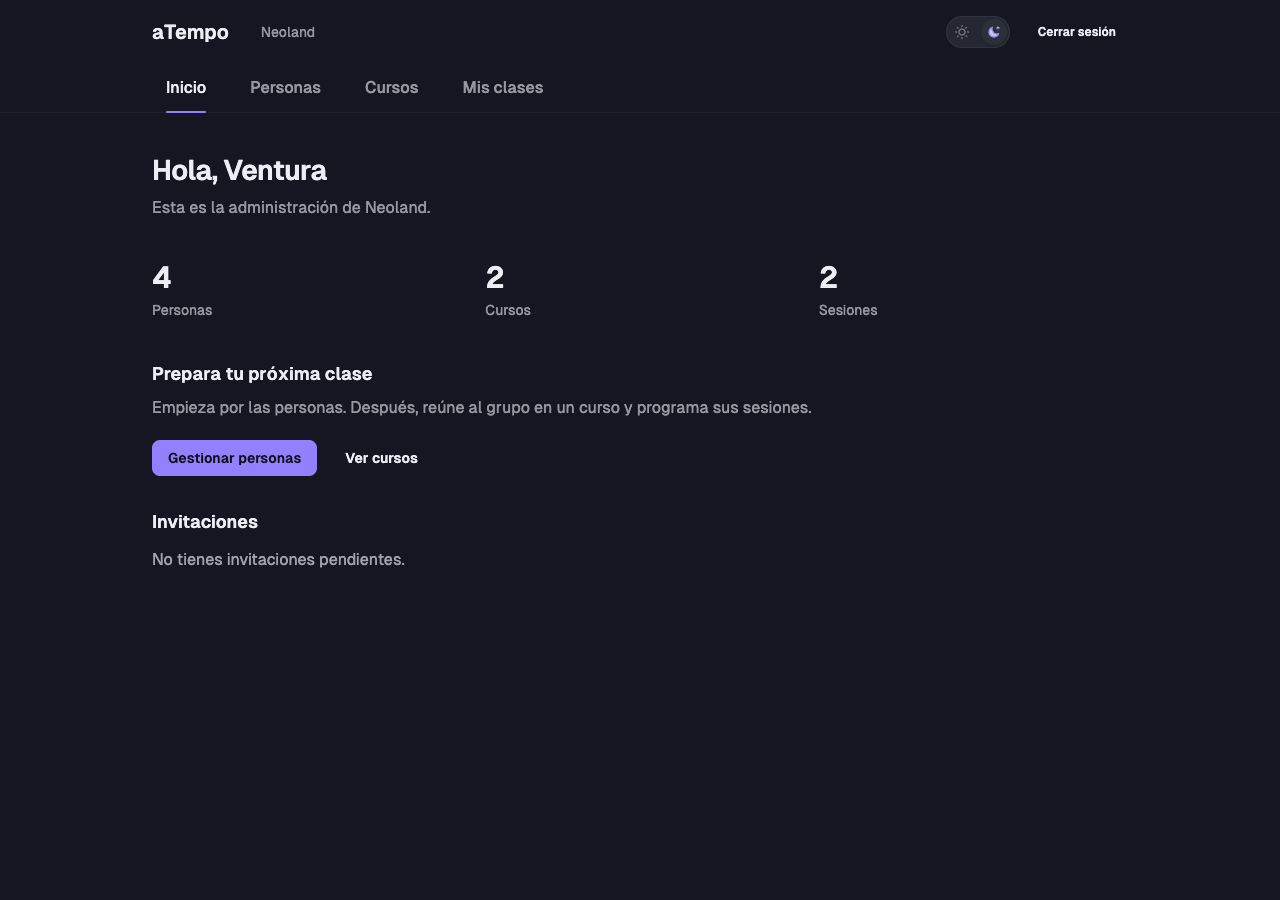 aTempo
Neoland
Cerrar sesión
Inicio
Personas
Cursos
Mis clases
Hola, Ventura
Esta es la administración de Neoland.
4
Personas
2
Cursos
2
Sesiones
Prepara tu próxima clase
Empieza por las personas. Después, reúne al grupo en un curso y programa sus sesiones.
Gestionar personas
Ver cursos
Invitaciones
No tienes invitaciones pendientes.